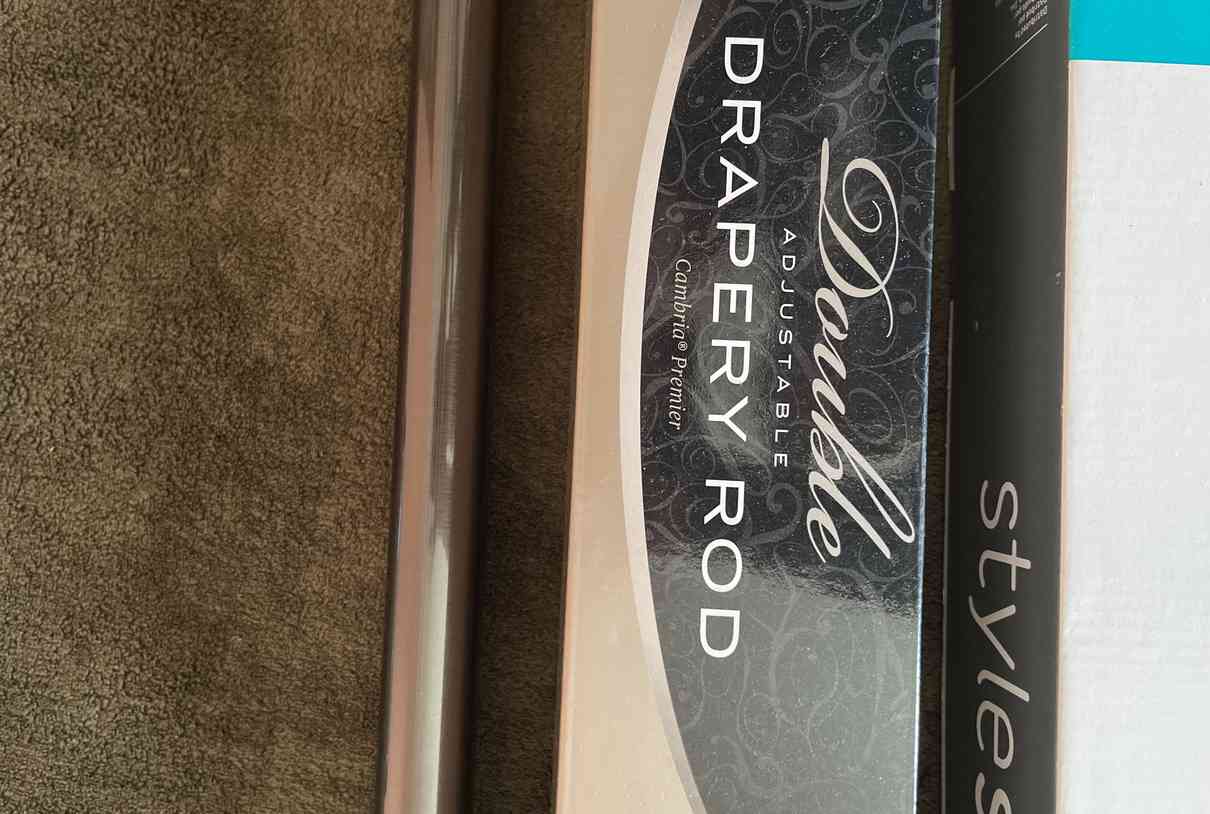 Double
ADJUSTABLE
DRAPERY ROD
Cambria® Premier
styles